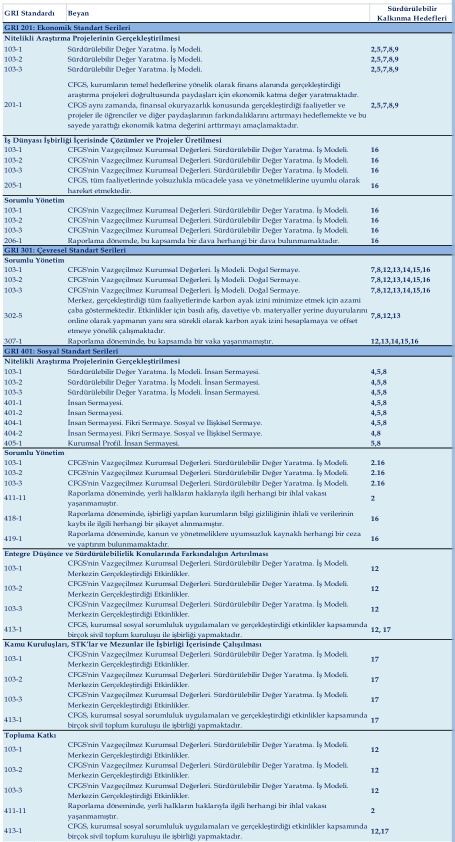 GRI Standardı Beyan Sürdürülebilir
Kalkınma Hedefleri
GRI 201: Ekonomik Standart Serileri
Nitelikli Araştırma Projelerinin Gerçekleştirilmesi
103-1 Sürdürülebilir Değer Yaratma. İş Modeli. 2,5,7,8,9
103-2 Sürdürülebilir Değer Yaratma. İş Modeli. 2,5,7,8,9
103-3 Sürdürülebilir Değer Yaratma. İş Modeli. 2,5,7,8,9
CFGS, kurumların temel hedeflerine yönelik olarak finans alanında gerçekleştirdiği
araştırma projeleri doğrultusunda paydaşları için ekonomik katma değer yaratmaktadır.
201-1 CFGS aynı zamanda, finansal okuryazarlık konusunda gerçekleştirdiği faaliyetler ve 2,5,7,8,9
projeler ile öğrenciler ve diğer paydaşlarının farkındalıklarını artırmayı hedeflemekte ve bu
sayede yarattığı ekonomik katma değerini arttırmayı amaçlamaktadır.
İş Dünyası İşbirliği İçerisinde Çözümler ve Projeler Üretilmesi
103-1 CFGS'nin Vazgeçilmez Kurumsal Değerleri. Sürdürülebilir Değer Yaratma. İş Modeli. 16
103-2 CFGS'nin Vazgeçilmez Kurumsal Değerleri. Sürdürülebilir Değer Yaratma. İş Modeli. 16
103-3 CFGS'nin Vazgeçilmez Kurumsal Değerleri. Sürdürülebilir Değer Yaratma. İş Modeli. 16
205-1 CFGS, tüm faaliyetlerinde yolsuzlukla mücadele yasa ve yönetmeliklerine uyumlu olarak 16
hareket etmektedir.
Sorumlu Yönetim
103-1 CFGS'nin Vazgeçilmez Kurumsal Değerleri. Sürdürülebilir Değer Yaratma. İş Modeli. 16
103-2 CFGS'nin Vazgeçilmez Kurumsal Değerleri. Sürdürülebilir Değer Yaratma. İş Modeli. 16
103-3 CFGS'nin Vazgeçilmez Kurumsal Değerleri. Sürdürülebilir Değer Yaratma. İş Modeli. 16
206-1 Raporlama dönemde, bu kapsamda bir dava herhangi bir dava bulunmamaktadır. 16
GRI 301: Çevresel Standart Serileri
Sorumlu Yönetim
103-1 CFGS'nin Vazgeçilmez Kurumsal Değerleri. İş Modeli. Doğal Sermaye. 7,8,12,13,14,15,16
103-2 CFGS'nin Vazgeçilmez Kurumsal Değerleri. İş Modeli. Doğal Sermaye. 7,8,12,13,14,15,16
103-3 CFGS'nin Vazgeçilmez Kurumsal Değerleri. İş Modeli. Doğal Sermaye. 7,8,12,13,14,15,16
Merkez, gerçekleştirdiği tüm faaliyetlerinde karbon ayak izini minimize etmek için azami
302-5 çaba göstermektedir. Etkinlikler için basılı afiş, davetiye vb. materyaller yerine duyurularını 7,8,12,13
online olarak yapmanın yanı sıra sürekli olarak karbon ayak izini hesaplamaya ve offset
etmeye yönelik çalışmaktadır.
307-1 Raporlama döneminde, bu kapsamda bir vaka yaşanmamıştır. 12,13,14,15,16
GRI 401: Sosyal Standart Serileri
Nitelikli Araştırma Projelerinin Gerçekleştirilmesi
103-1 Sürdürülebilir Değer Yaratma. İş Modeli. İnsan Sermayesi. 4,5,8
103-2 Sürdürülebilir Değer Yaratma. İş Modeli. İnsan Sermayesi. 4,5,8
103-3 Sürdürülebilir Değer Yaratma. İş Modeli. İnsan Sermayesi. 4,5,8
401-1 İnsan Sermayesi. 4,5,8
401-2 İnsan Sermayesi. 4,5,8
404-1 İnsan Sermayesi. Fikri Sermaye. Sosyal ve İlişkisel Sermaye. 4,5,8
404-2 İnsan Sermayesi. Fikri Sermaye. Sosyal ve İlişkisel Sermaye. 4,8
405-1 Kurumsal Profil. İnsan Sermayesi. 5,8
Sorumlu Yönetim
103-1 CFGS'nin Vazgeçilmez Kurumsal Değerleri. Sürdürülebilir Değer Yaratma. İş Modeli. 2.16
103-2 CFGS'nin Vazgeçilmez Kurumsal Değerleri. Sürdürülebilir Değer Yaratma. İş Modeli. 2.16
103-3 CFGS'nin Vazgeçilmez Kurumsal Değerleri. Sürdürülebilir Değer Yaratma. İş Modeli. 2.16
411-11 Raporlama döneminde, yerli halkların haklarıyla ilgili herhangi bir ihlal vakası 2
yaşanmamıştır.
418-1 Raporlama döneminde, işbirliği yapılan kurumların bilgi gizliliğinin ihlali ve verilerinin 16
kaybı ile ilgili herhangi bir şikayet alınmamıştır.
419-1 Raporlama döneminde, kanun ve yönetmeliklere uyumsuzluk kaynaklı herhangi bir ceza 16
ve yaptırım bulunmamaktadır.
Entegre Düşünce ve Sürdürülebilirlik Konularında Farkındalığın Artırılması
103-1 CFGS'nin Vazgeçilmez Kurumsal Değerleri. Sürdürülebilir Değer Yaratma. İş Modeli. 12
Merkezin Gerçekleştirdiği Etkinlikler.
103-2 CFGS'nin Vazgeçilmez Kurumsal Değerleri. Sürdürülebilir Değer Yaratma. İş Modeli. 12
Merkezin Gerçekleştirdiği Etkinlikler.
103-3 CFGS'nin Vazgeçilmez Kurumsal Değerleri. Sürdürülebilir Değer Yaratma. İş Modeli. 12
Merkezin Gerçekleştirdiği Etkinlikler.
413-1 CFGS, kurumsal sosyal sorumluluk uygulamaları ve gerçekleştirdiği etkinlikler kapsamında 12, 17
birçok sivil toplum kuruluşu ile işbirliği yapmaktadır.
Kamu Kuruluşları, STK'lar ve Mezunlar ile İşbirliği İçerisinde Çalışılması
103-1 CFGS'nin Vazgeçilmez Kurumsal Değerleri. Sürdürülebilir Değer Yaratma. İş Modeli. 17
Merkezin Gerçekleştirdiği Etkinlikler.
103-2 CFGS'nin Vazgeçilmez Kurumsal Değerleri. Sürdürülebilir Değer Yaratma. İş Modeli. 17
Merkezin Gerçekleştirdiği Etkinlikler.
103-3 CFGS'nin Vazgeçilmez Kurumsal Değerleri. Sürdürülebilir Değer Yaratma. İş Modeli. 17
Merkezin Gerçekleştirdiği Etkinlikler.
413-1 CFGS, kurumsal sosyal sorumluluk uygulamaları ve gerçekleştirdiği etkinlikler kapsamında 17
birçok sivil toplum kuruluşu ile işbirliği yapmaktadır.
Topluma Katkı
103-1 CFGS'nin Vazgeçilmez Kurumsal Değerleri. Sürdürülebilir Değer Yaratma. İş Modeli. 12
Merkezin Gerçekleştirdiği Etkinlikler.
103-2 CFGS'nin Vazgeçilmez Kurumsal Değerleri. Sürdürülebilir Değer Yaratma. İş Modeli. 12
Merkezin Gerçekleştirdiği Etkinlikler.
103-3 CFGS'nin Vazgeçilmez Kurumsal Değerleri. Sürdürülebilir Değer Yaratma. İş Modeli. 12
Merkezin Gerçekleştirdiği Etkinlikler.
411-11 Raporlama döneminde, yerli halkların haklarıyla ilgili herhangi bir ihlal vakası 2
yaşanmamıştır.
413-1 CFGS, kurumsal sosyal sorumluluk uygulamaları ve gerçekleştirdiği etkinlikler kapsamında 12,17
birçok sivil toplum kuruluşu ile işbirliği yapmaktadır.